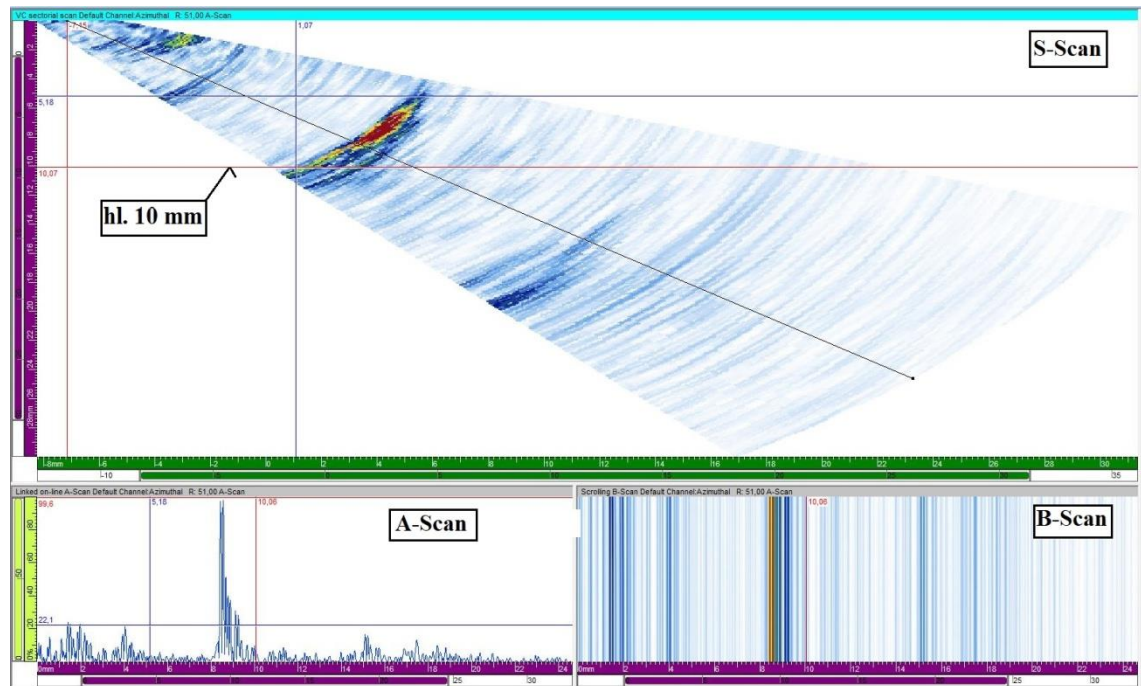 VC sectorial scan Default Channel:Azimuthal R: 51,00 A-Scan
-7,15
1,07
S-Scan
5,18
10,07
hl. 10 mm
-8mm -6 -4 -2 0 2 4 6 8 10 12 14 16 18 20 22 24 26 28 30
-10 35
Linked on-line A-Scan Default Channel:Azimuthal R: 51,00 A-Scan
99,6 5,18 10,06
A-Scan
22,1
0mm 2 4 6 8 10 12 14 16 18 20 22 24
25 30
Scrolling B-Scan Default Channel:Azimuthal R: 51,00 A-Scan
10,06
B-Scan
0mm 2 4 6 8 10 12 14 16 18 20 22 24
25 30